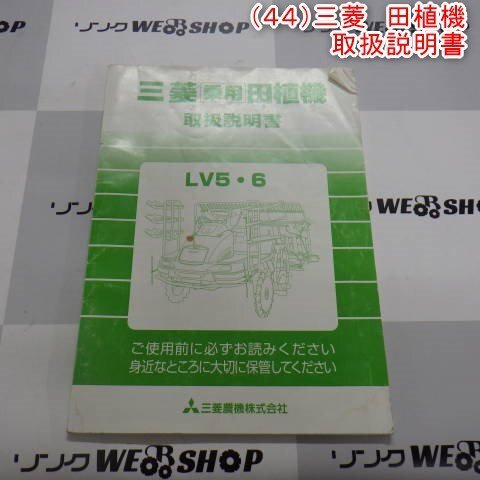 (44)三菱 田植機
取扱説明書
リンク WEB SHOP
三菱乗用田植機
取扱説明書
LV5・6
リンク WEB SHOP
SHOP
ご使用前に必ずお読みください
身近なところに大切に保管してください
三菱農機株式会社
リンク WEB SHOP
リンク WEB SHOP